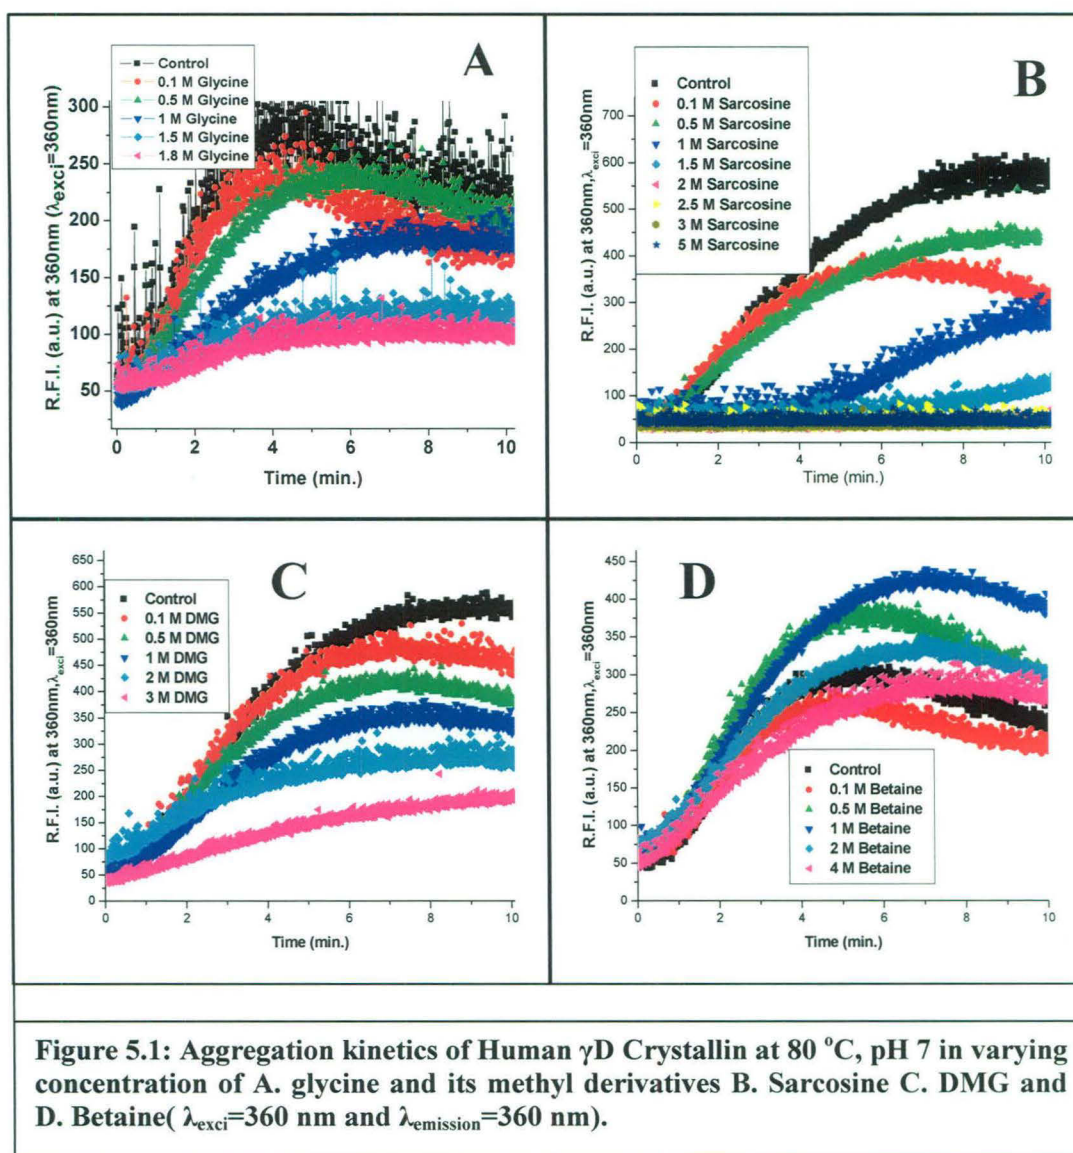 A
Control
0.1 M Glycine
0.5 M Glycine
1 M Glycine
1.5 M Glycine
1.8 M Glycine
R.F.I. (a.u.) at 360nm (λexci=360nm)
300
250
200
150
100
50
0 2 4 6 8 10
Time (min.)
B
Control
0.1 M Sarcosine
0.5 M Sarcosine
1 M Sarcosine
1.5 M Sarcosine
2 M Sarcosine
2.5 M Sarcosine
3 M Sarcosine
5 M Sarcosine
R.F.I. (a.u.) at 360nm,λexci=360nm
700
600
500
400
300
200
100
0
0 2 4 6 8 10
Time (min.)
C
Control
0.1 M DMG
0.5 M DMG
1 M DMG
2 M DMG
3 M DMG
R.F.I. (a.u.) at 360nm,λexci=360nm
650
600
550
500
450
400
350
300
250
200
150
100
50
0
0 2 4 6 8 10
Time (min.)
D
Control
0.1 M Betaine
0.5 M Betaine
1 M Betaine
2 M Betaine
4 M Betaine
R.F.I. (a.u.) at 360nm,λexci=360nm
450
400
350
300
250
200
150
100
50
0
0 2 4 6 8 10
Time (min.)
Figure 5.1: Aggregation kinetics of Human γD Crystallin at 80 °C, pH 7 in varying
concentration of A. glycine and its methyl derivatives B. Sarcosine C. DMG and
D. Betaine( λexci=360 nm and λemission=360 nm).